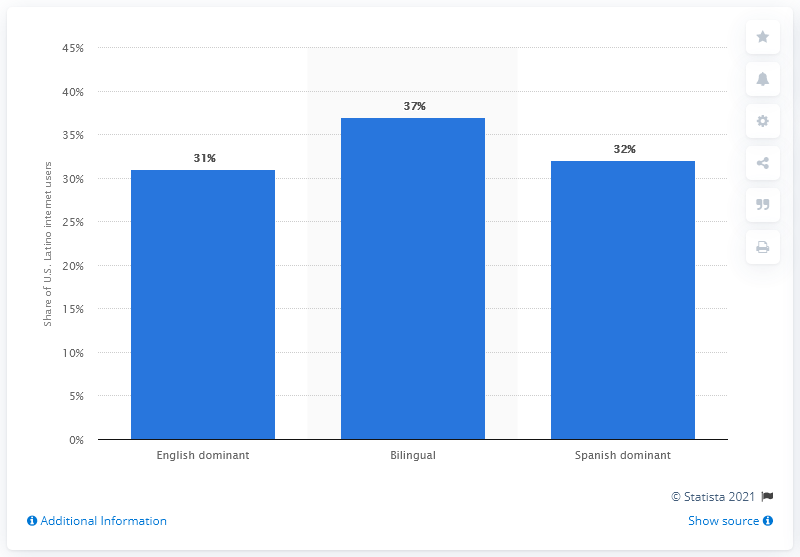 45%
40%
35%
30%
25%
20%
15%
10%
5%
0%
Share of U.S. Latino internet users
31%
37%
32%
English dominant
Bilingual
Spanish dominant
© Statista 2021
Additional Information
Show source